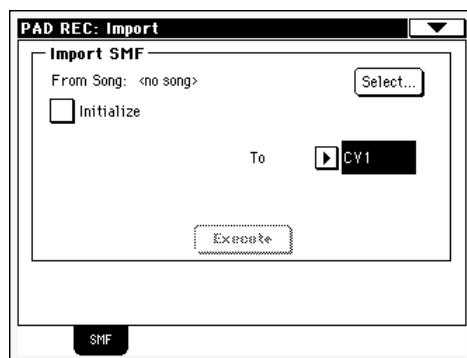 PAD REC: Import
Import SMF
From Song: <no song>
Select...
Initialize
To
CV1
Execute
SMF